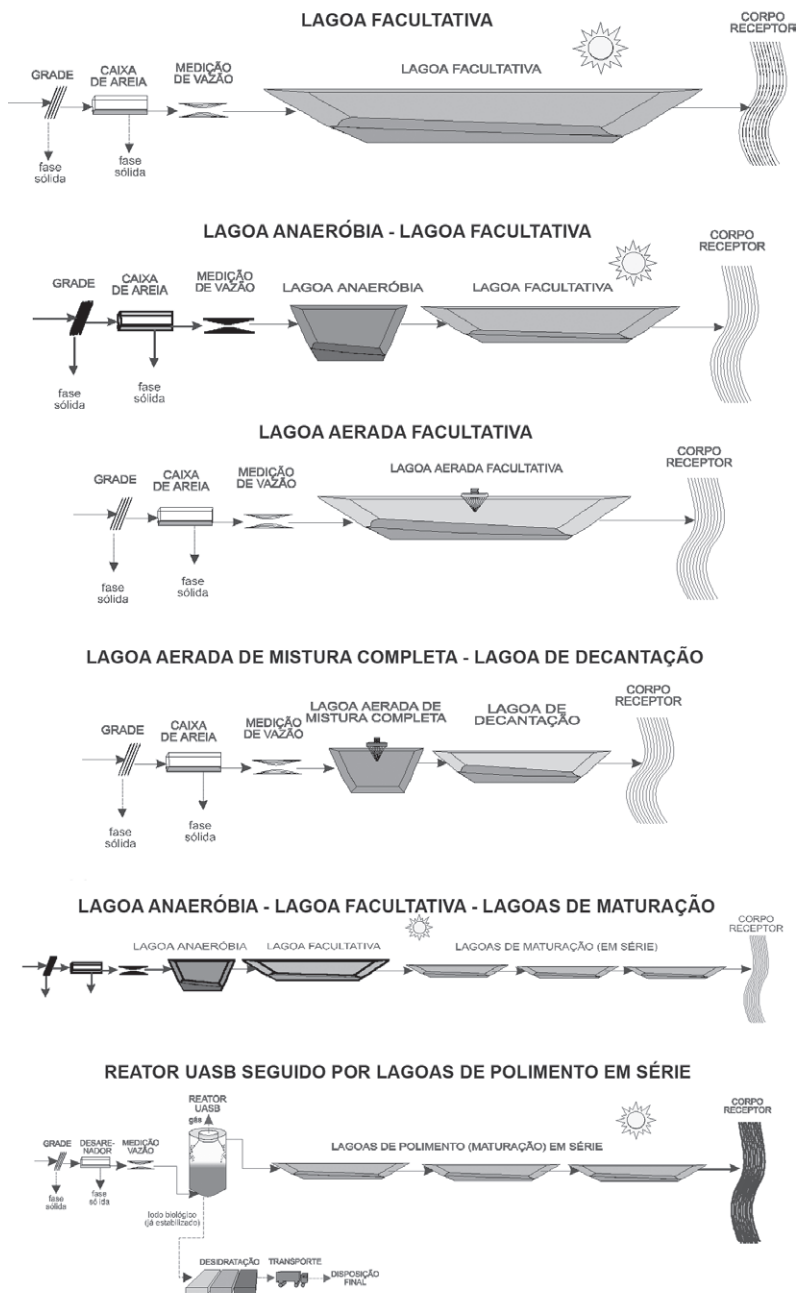 LAGOA FACULTATIVA
CORPO
RECEPTOR
GRADE
CAIXA
DE AREIA
MEDIÇÃO
DE VAZÃO
LAGOA FACULTATIVA
fase
sólida
fase
sólida
LAGOA ANAERÓBIA - LAGOA FACULTATIVA
CORPO
RECEPTOR
GRADE
CAIXA
DE AREIA
MEDIÇÃO
DE VAZÃO
LAGOA ANAERÓBIA
LAGOA FACULTATIVA
fase
sólida
fase
sólida
LAGOA AERADA FACULTATIVA
CORPO
RECEPTOR
GRADE
CAIXA
DE AREIA
MEDIÇÃO
DE VAZÃO
LAGOA AERADA FACULTATIVA
fase
sólida
fase
sólida
LAGOA AERADA DE MISTURA COMPLETA - LAGOA DE DECANTAÇÃO
CORPO
RECEPTOR
GRADE
CAIXA
DE AREIA
MEDIÇÃO
DE VAZÃO
LAGOA AERADA DE
MISTURA COMPLETA
LAGOA DE
DECANTAÇÃO
fase
sólida
fase
sólida
LAGOA ANAERÓBIA - LAGOA FACULTATIVA - LAGOAS DE MATURAÇÃO
CORPO
RECEPTOR
LAGOA ANAERÓBIA
LAGOA FACULTATIVA
LAGOAS DE MATURAÇÃO (EM SÉRIE)
REATOR UASB SEGUIDO POR LAGOAS DE POLIMENTO EM SÉRIE
REATOR
UASB
gás
CORPO
RECEPTOR
GRADE
DESARE-
NADOR
MEDIÇÃO
VAZÃO
LAGOAS DE POLIMENTO (MATURAÇÃO) EM SÉRIE
fase
sólida
fase
sólida
lodo biológico
(já estabilizado)
DESIDRATAÇÃO
TRANSPORTE
DISPOSIÇÃO
FINAL